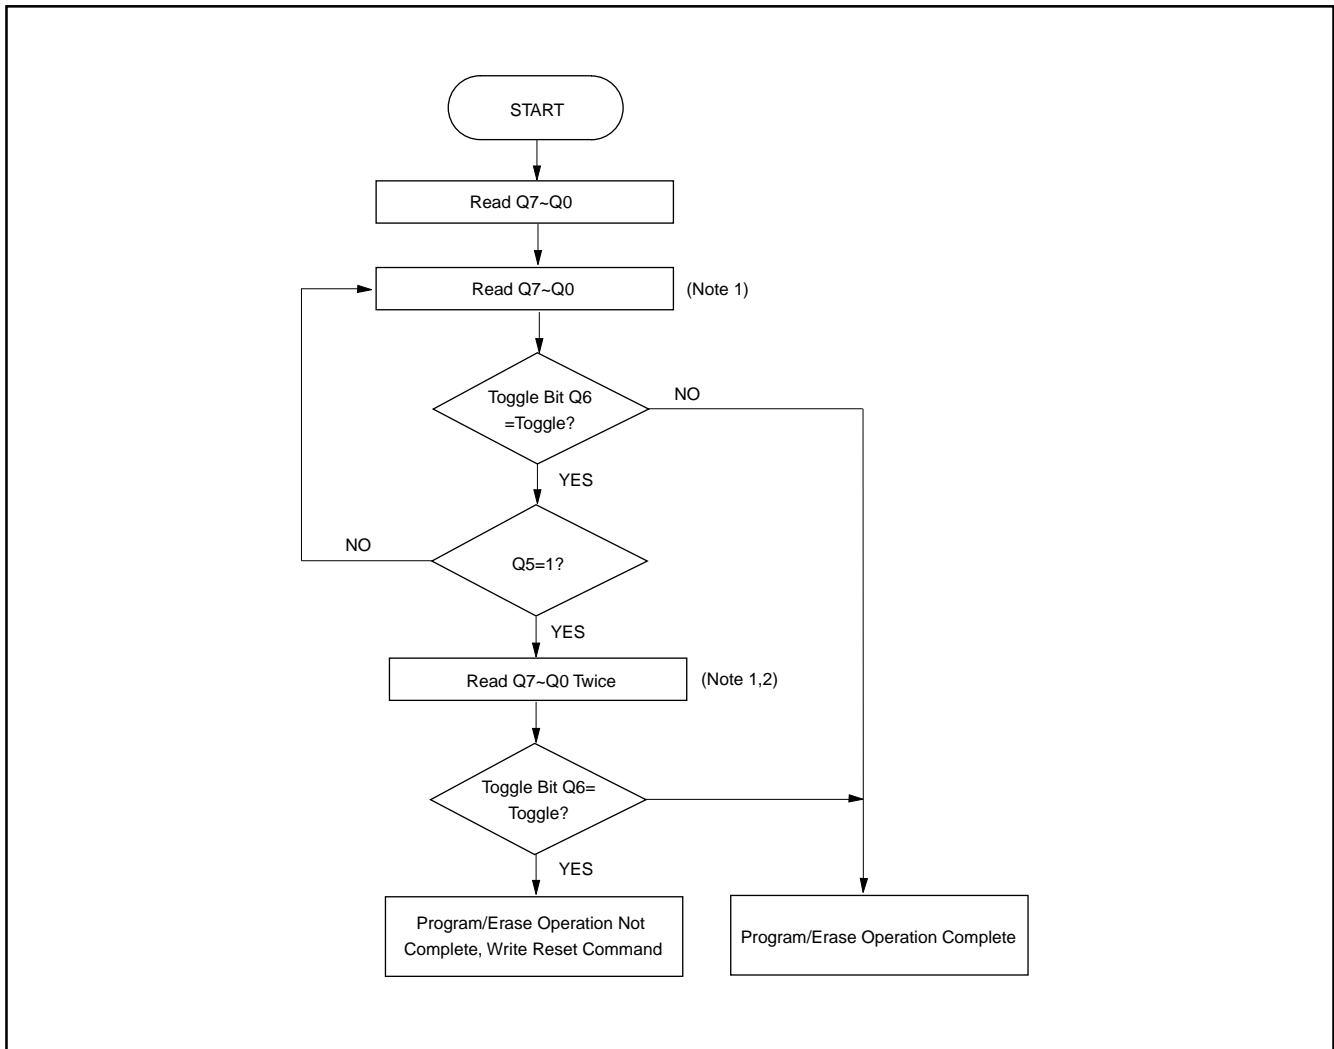 START
Read Q7~Q0
Read Q7~Q0
(Note 1)
Toggle Bit Q6
=Toggle?
NO
YES
NO
Q5=1?
YES
Read Q7~Q0 Twice
(Note 1,2)
Toggle Bit Q6=
Toggle?
YES
Program/Erase Operation Not
Complete, Write Reset Command
Program/Erase Operation Complete